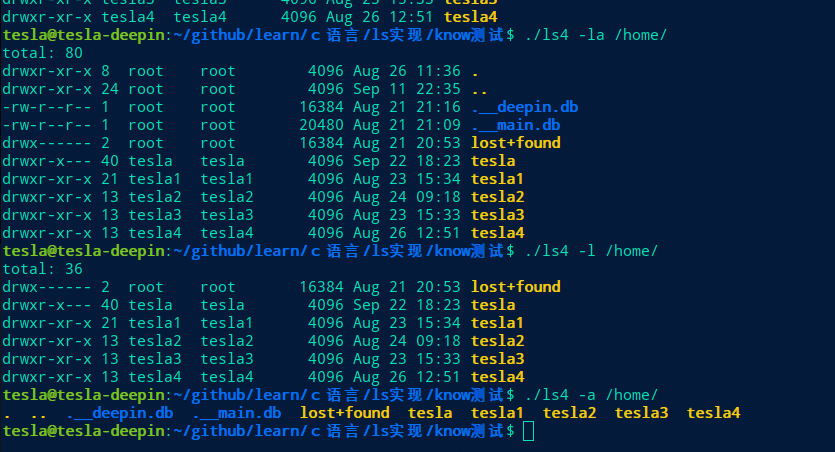 drwxr-xr-x tesla4  tesla4     4096 Aug 26 12:51 tesla4
tesla@tesla-deepin:~/github/learn/c语言/ls实现/know测试$ ./ls4 -la /home/
total: 80
drwxr-xr-x 8  root    root       4096 Aug 26 11:36 .
drwxr-xr-x 24 root    root       4096 Sep 11 22:35 ..
-rw-r--r-- 1  root    root      16384 Aug 21 21:16 .__deepin.db
-rw-r--r-- 1  root    root      20480 Aug 21 21:09 .__main.db
drwx------ 2  root    root      16384 Aug 21 20:53 lost+found
drwxr-x--- 40 tesla   tesla      4096 Sep 22 18:23 tesla
drwxr-xr-x 21 tesla1  tesla1     4096 Aug 23 15:34 tesla1
drwxr-xr-x 13 tesla2  tesla2     4096 Aug 24 09:18 tesla2
drwxr-xr-x 13 tesla3  tesla3     4096 Aug 23 15:33 tesla3
drwxr-xr-x 13 tesla4  tesla4     4096 Aug 26 12:51 tesla4
tesla@tesla-deepin:~/github/learn/c语言/ls实现/know测试$ ./ls4 -l /home/
total: 36
drwx------ 2  root    root      16384 Aug 21 20:53 lost+found
drwxr-x--- 40 tesla   tesla      4096 Sep 22 18:23 tesla
drwxr-xr-x 21 tesla1  tesla1     4096 Aug 23 15:34 tesla1
drwxr-xr-x 13 tesla2  tesla2     4096 Aug 24 09:18 tesla2
drwxr-xr-x 13 tesla3  tesla3     4096 Aug 23 15:33 tesla3
drwxr-xr-x 13 tesla4  tesla4     4096 Aug 26 12:51 tesla4
tesla@tesla-deepin:~/github/learn/c语言/ls实现/know测试$ ./ls4 -a /home/
.  ..  .__deepin.db  .__main.db  lost+found  tesla  tesla1  tesla2  tesla3  tesla4
tesla@tesla-deepin:~/github/learn/c语言/ls实现/know测试$